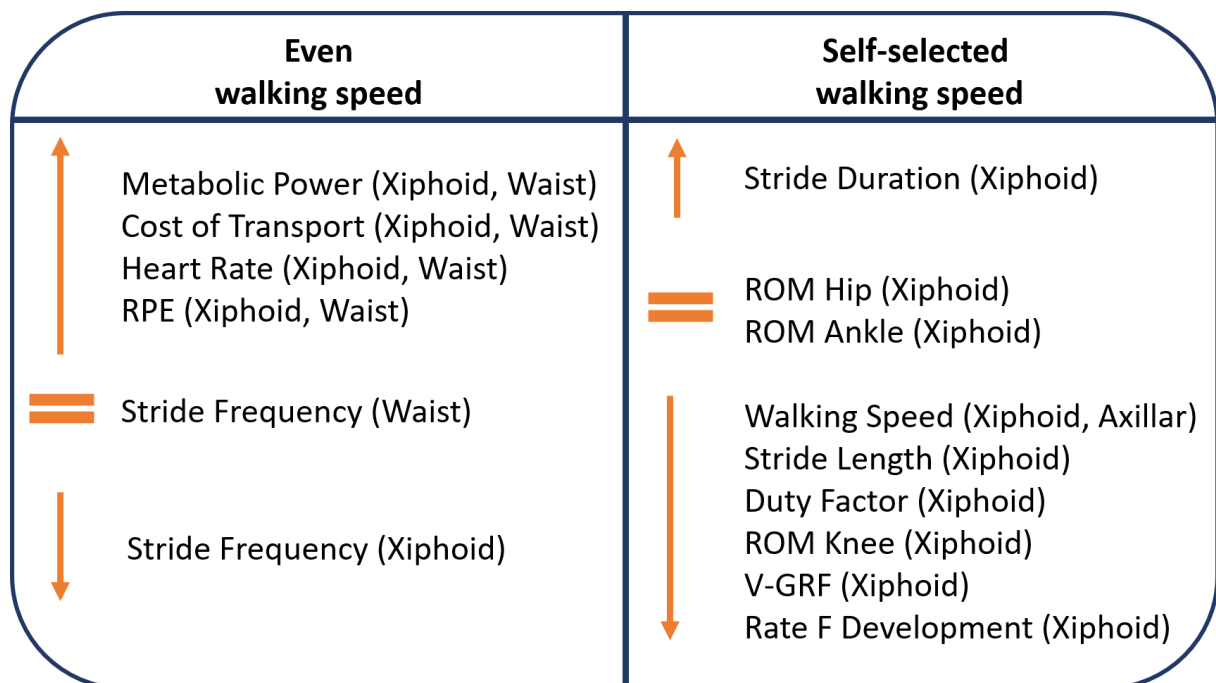 Even
walking speed
Metabolic Power (Xiphoid, Waist)
Cost of Transport (Xiphoid, Waist)
Heart Rate (Xiphoid, Waist)
RPE (Xiphoid, Waist)
Stride Frequency (Waist)
Stride Frequency (Xiphoid)
Self-selected
walking speed
Stride Duration (Xiphoid)
ROM Hip (Xiphoid)
ROM Ankle (Xiphoid)
Walking Speed (Xiphoid, Axillar)
Stride Length (Xiphoid)
Duty Factor (Xiphoid)
ROM Knee (Xiphoid)
V-GRF (Xiphoid)
Rate F Development (Xiphoid)